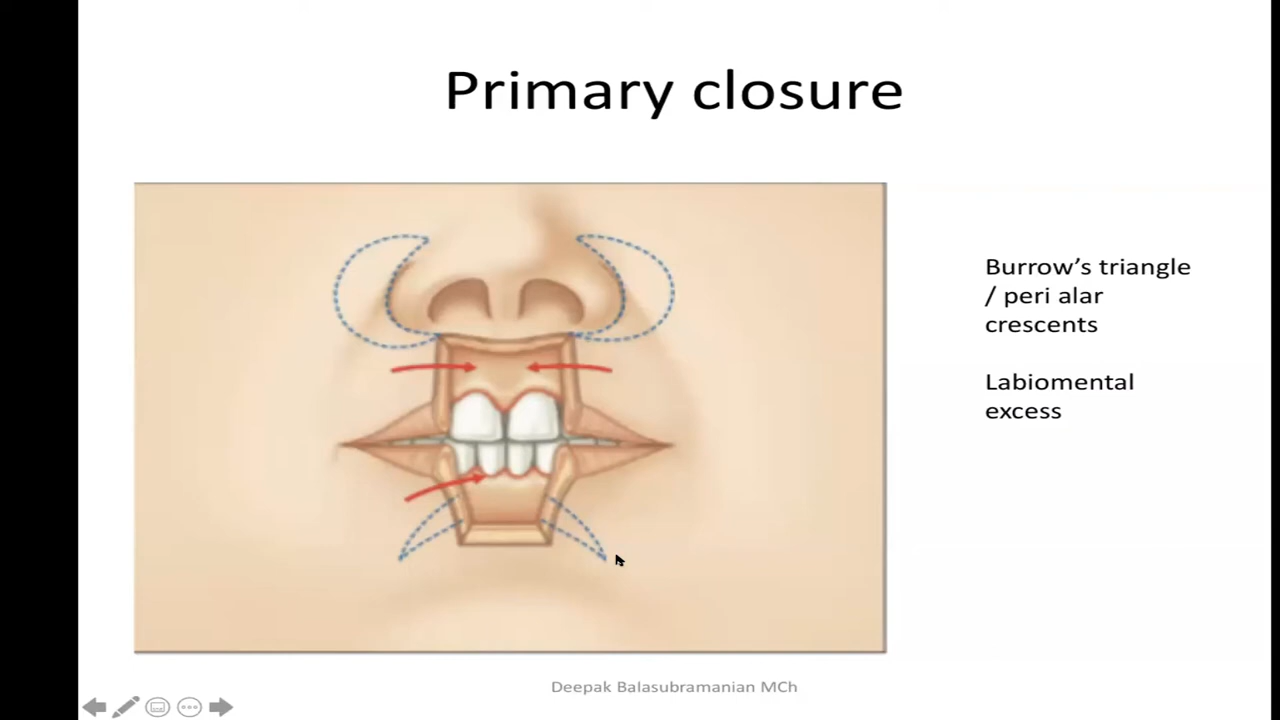 Primary closure
Burrow’s triangle
/ peri alar
crescents
Labiomental
excess
Deepak Balasubramanian MCh